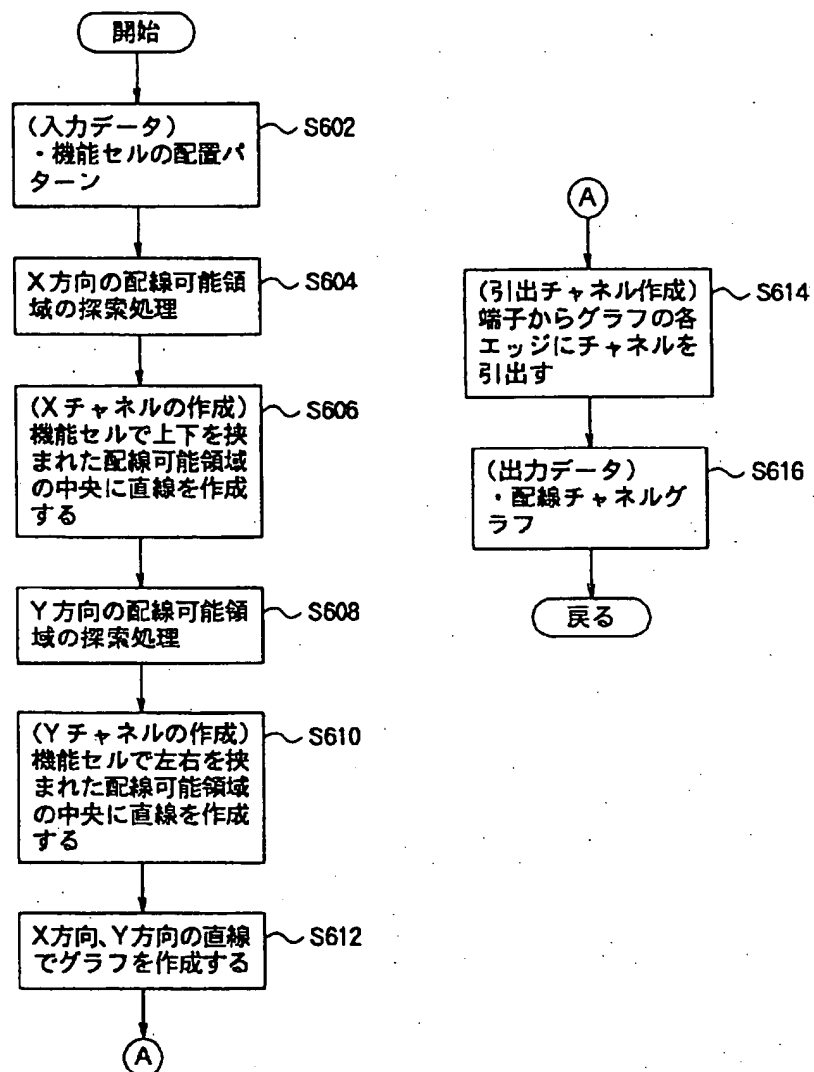 開始
(入力データ)
・機能セルの配置パ
ターン
S602
X方向の配線可能領
域の探索処理
S604
(Xチャネルの作成)
機能セルで上下を挟
まれた配線可能領域
の中央に直線を作成
する
S606
Y方向の配線可能領
域の探索処理
S608
(Yチャネルの作成)
機能セルで左右を挟
まれた配線可能領域
の中央に直線を作成
する
S610
X方向、Y方向の直線
でグラフを作成する
S612
A
A
(引出チャネル作成)
端子からグラフの各
エッジにチャネルを
引出す
S614
(出力データ)
・配線チャネルグ
ラフ
S616
戻る